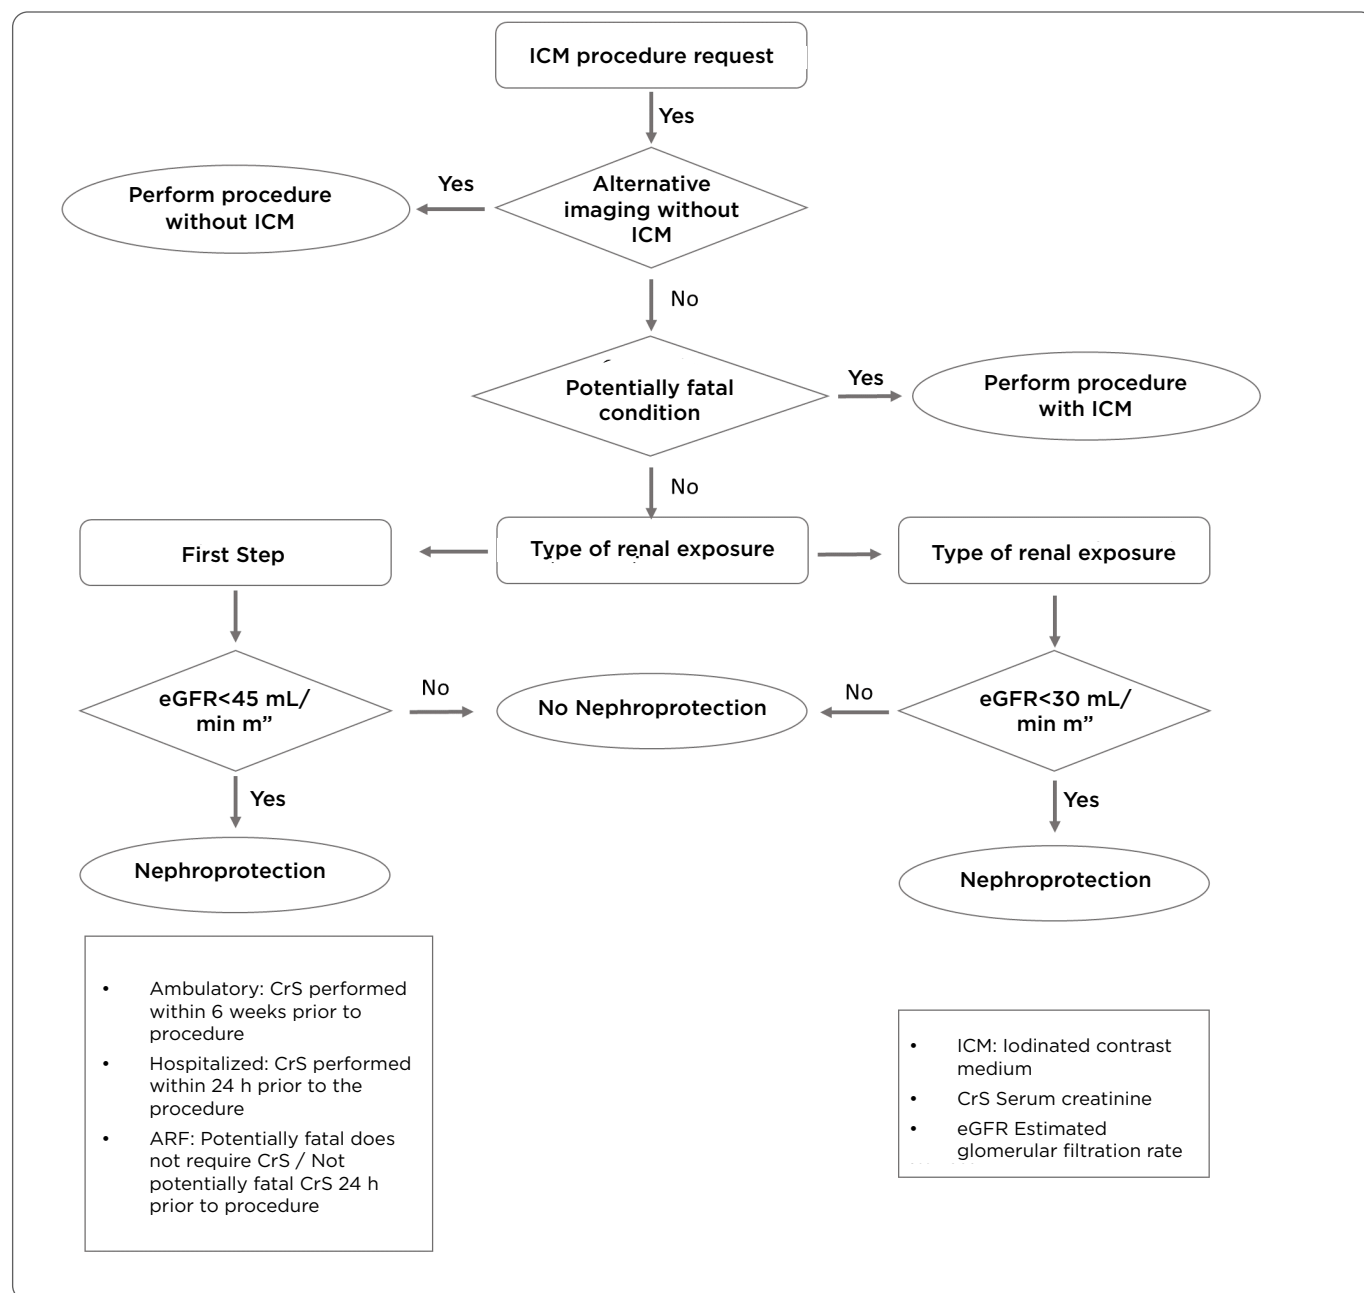 ICM procedure request
Yes
Alternative
imaging without
ICM
Yes
Perform procedure
without ICM
No
Potentially fatal
condition
Yes
Perform procedure
with ICM
No
First Step
Type of renal exposure
Type of renal exposure
eGFR<45 mL/
min m”
No
No Nephroprotection
No
eGFR<30 mL/
min m”
Yes
Yes
Nephroprotection
Nephroprotection
• Ambulatory: CrS performed
within 6 weeks prior to
procedure
• Hospitalized: CrS performed
within 24 h prior to the
procedure
• ARF: Potentially fatal does
not require CrS / Not
potentially fatal CrS 24 h
prior to procedure
• ICM: Iodinated contrast
medium
• CrS Serum creatinine
• eGFR Estimated
glomerular filtration rate